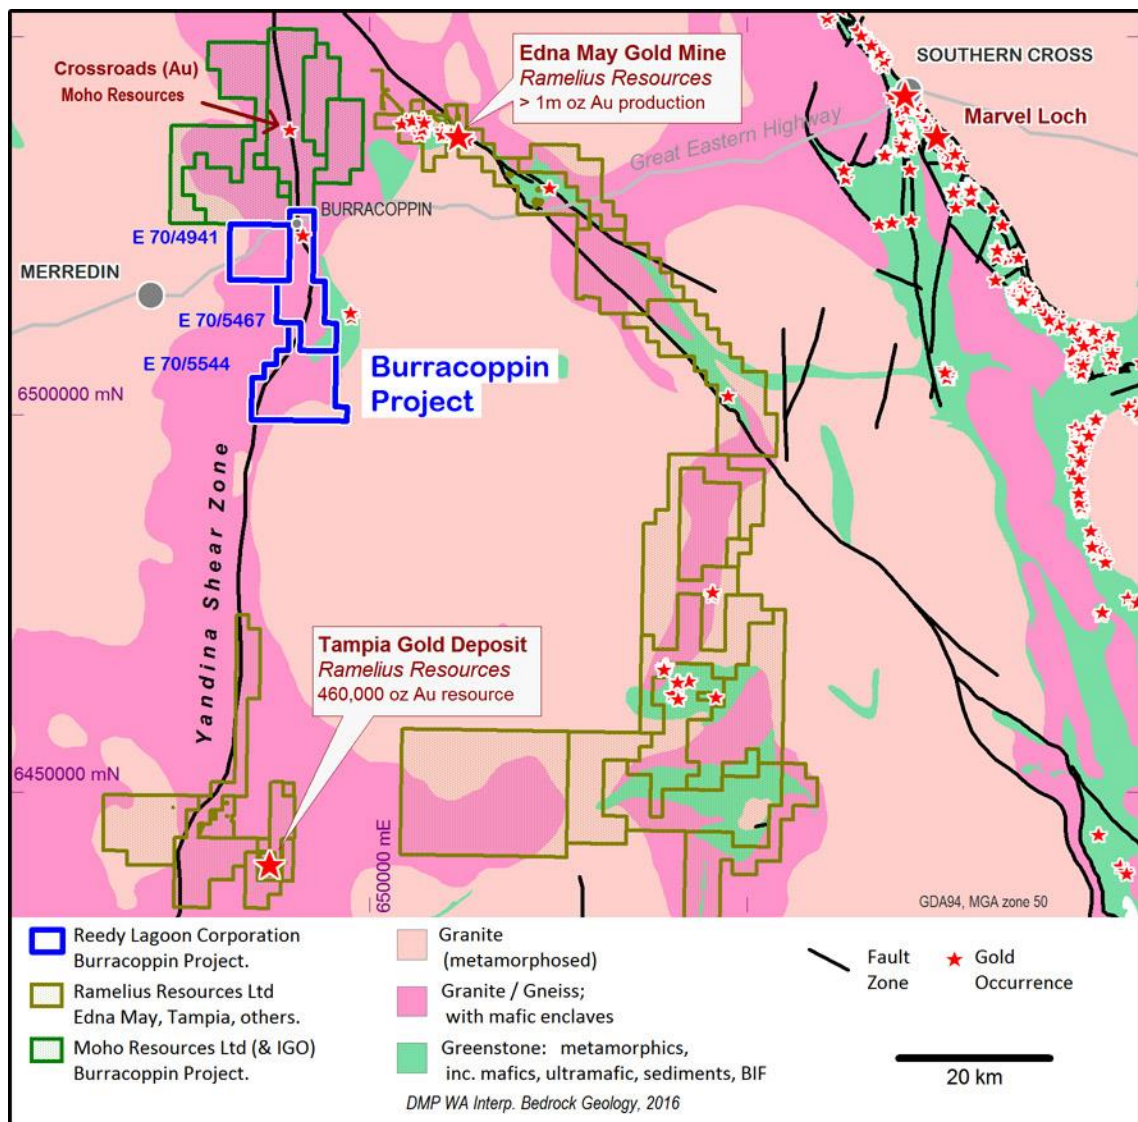 Edna May Gold Mine
Ramelius Resources
> 1m oz Au production
SOUTHERN CROSS
Crossroads (Au)
Moho Resources
Marvel Loch
Great Eastern Highway
BURRACOPPIN
E 70/4941
MERREDIN
E 70/5467
E 70/5544
Burracoppin
Project
6500000 mN
Yandina Shear Zone
Tampia Gold Deposit
Ramelius Resources
460,000 oz Au resource
6450000 mN
650000 mE
GDA94, MGA zone 50
Reedy Lagoon Corporation
Burracoppin Project.
Ramelius Resources Ltd
Edna May, Tampia, others.
Moho Resources Ltd (& IGO)
Burracoppin Project.
Granite
(metamorphosed)
Granite / Gneiss;
with mafic enclaves
Greenstone: metamorphics,
inc. mafics, ultramafic, sediments, BIF
Fault
Zone
Gold
Occurrence
20 km
DMP WA Interp. Bedrock Geology, 2016